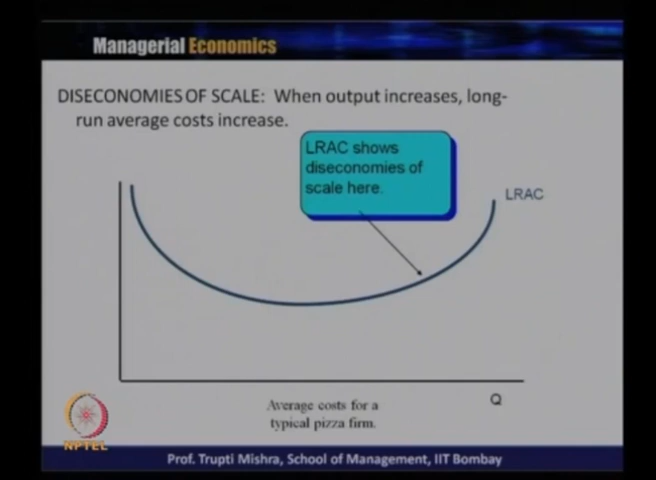 Managerial Economics
DISECONOMIES OF SCALE: When output increases, long-
run average costs increase.
LRAC shows
diseconomies of
scale here.
LRAC
Q
Average costs for a
typical pizza firm.
NPTEL
Prof. Trupti Mishra, School of Management, IIT Bombay